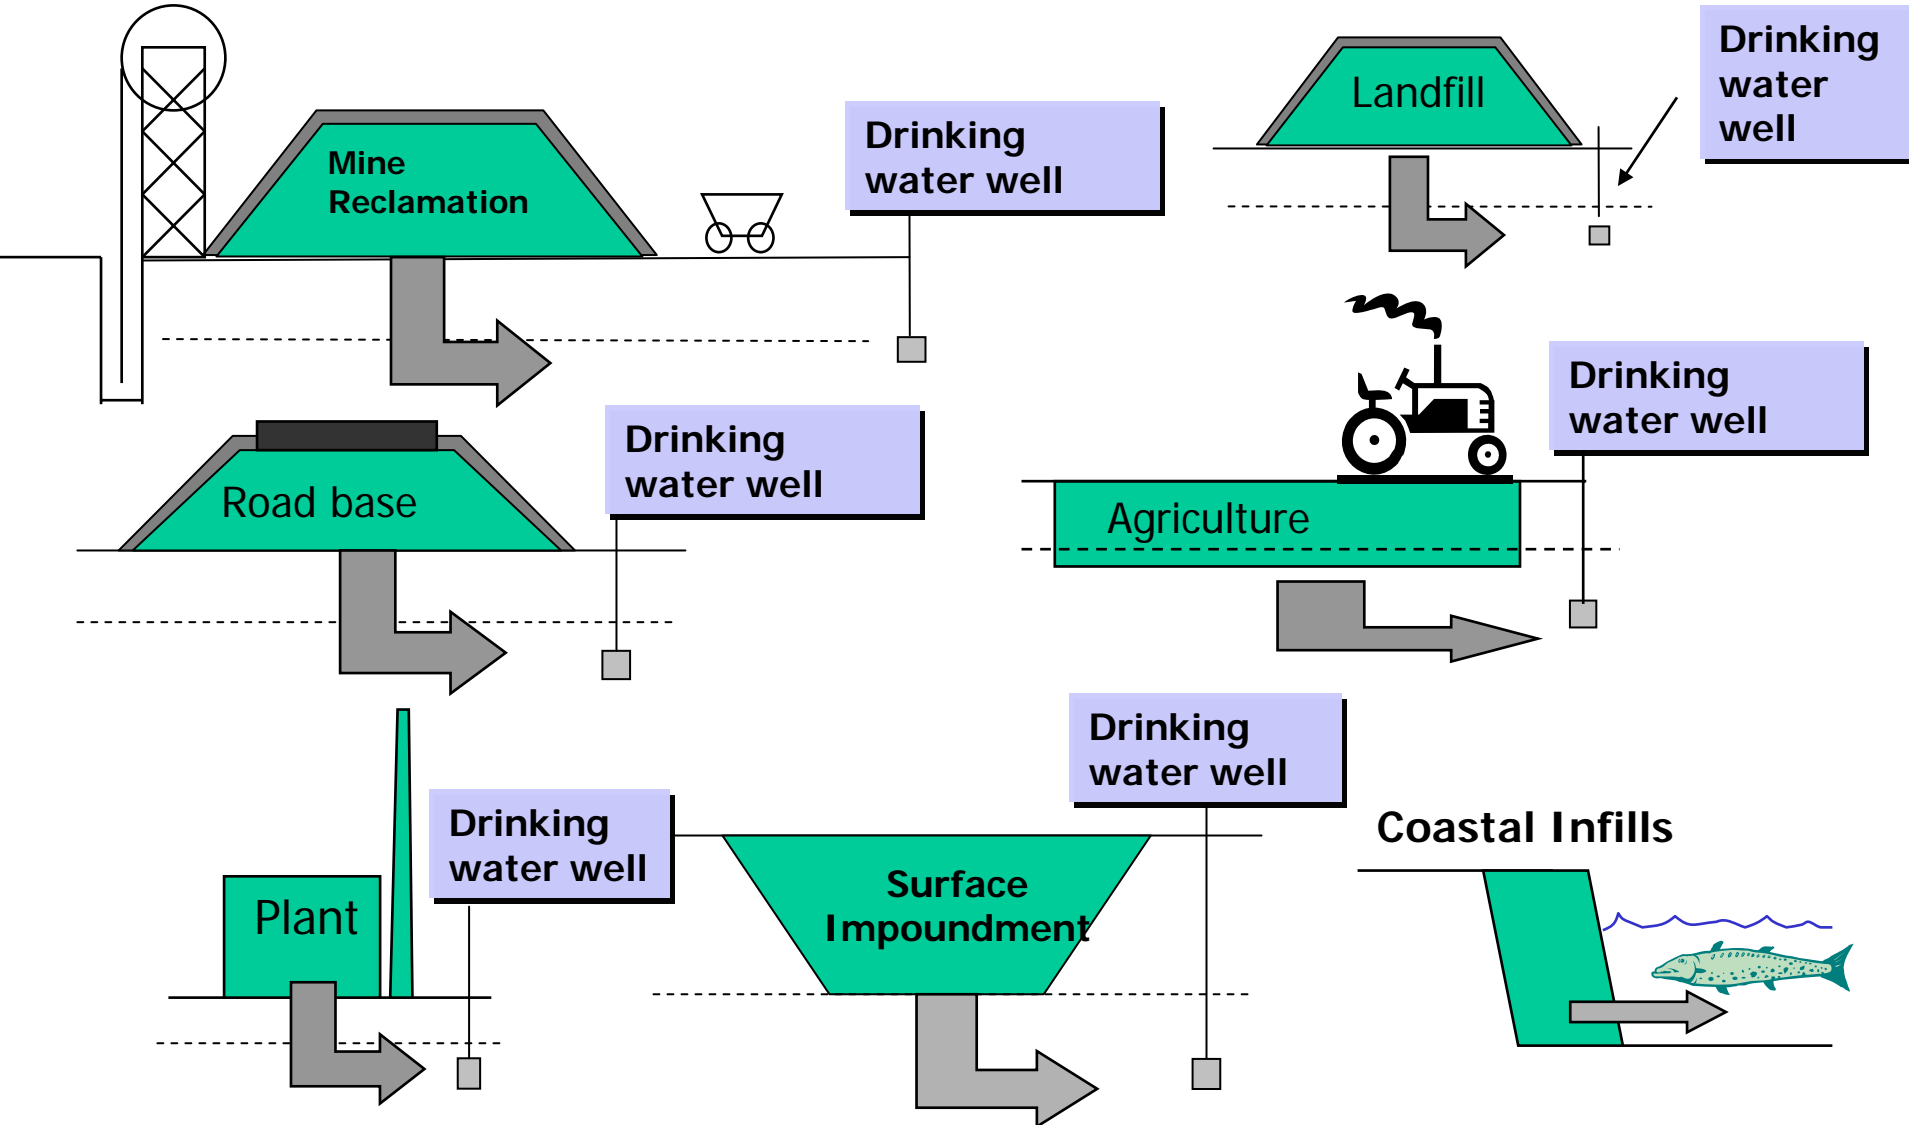 Mine
Reclamation
Drinking
water well
Landfill
Drinking
water
well
Road base
Drinking
water well
Agriculture
Drinking
water well
Plant
Drinking
water well
Surface
Impoundment
Drinking
water well
Coastal Infills